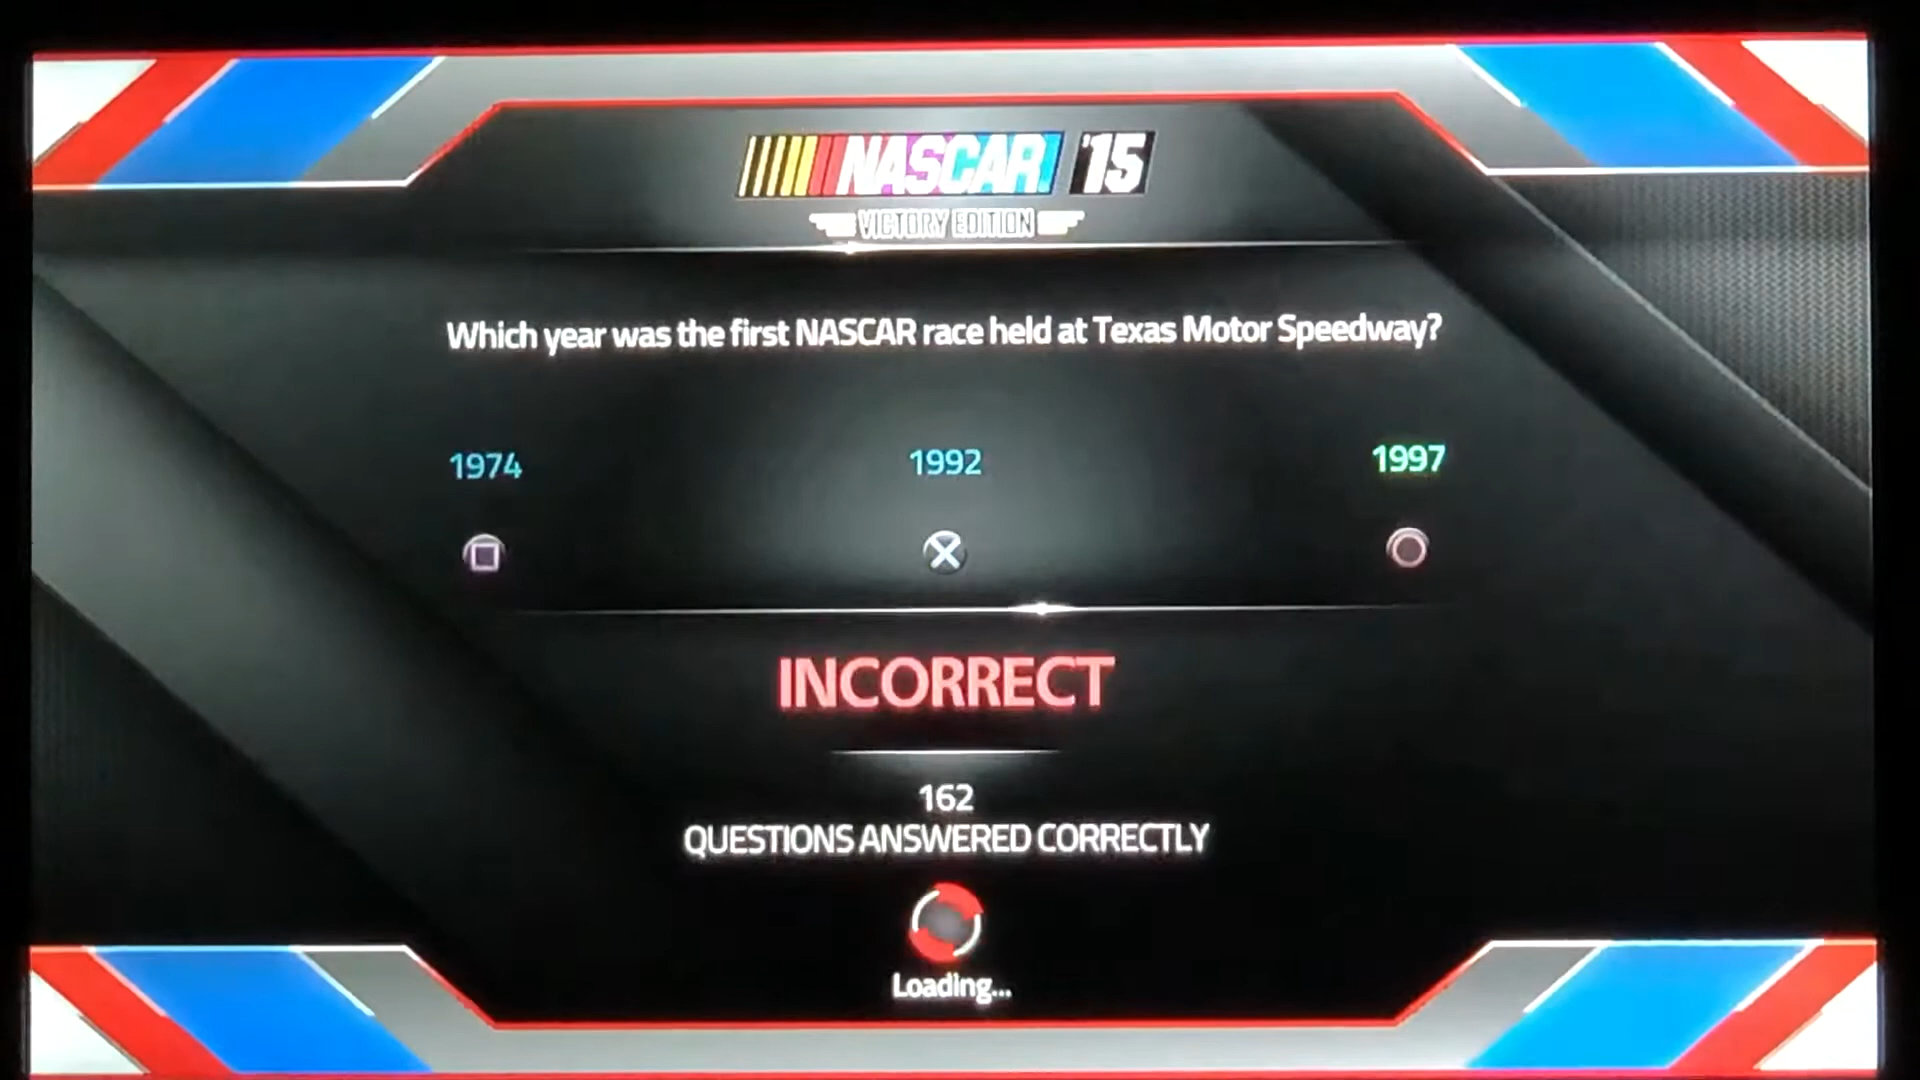 NASCAR. '15
VICTORY EDITION
Which year was the first NASCAR race held at Texas Motor Speedway?
1974 1992 1997
INCORRECT
162
QUESTIONS ANSWERED CORRECTLY
Loading...